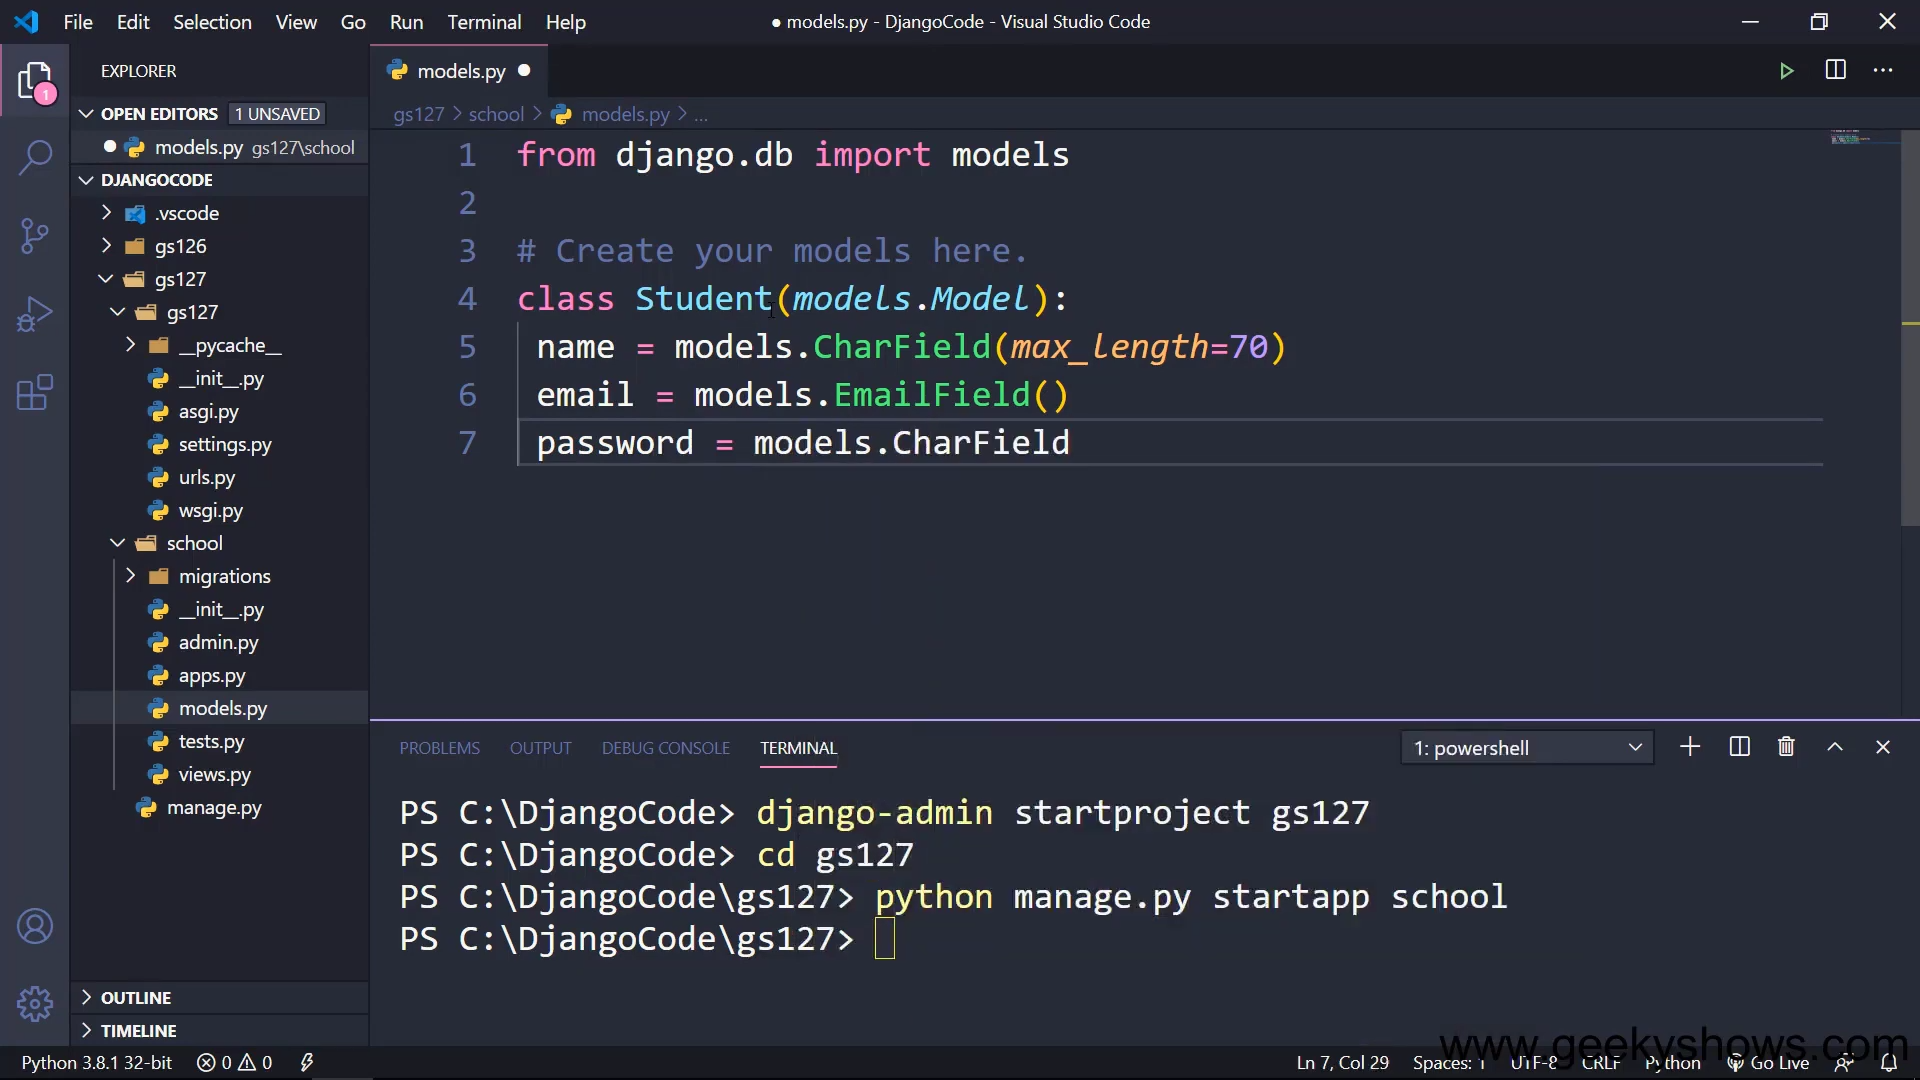 File Edit Selection View Go Run Terminal Help
● models.py - DjangoCode - Visual Studio Code
1
EXPLORER
OPEN EDITORS 1 UNSAVED
models.py gs127\school
DJANGOCODE
.vscode
gs126
gs127
gs127
__pycache__
__init__.py
asgi.py
settings.py
urls.py
wsgi.py
school
migrations
__init__.py
admin.py
apps.py
models.py
tests.py
views.py
manage.py
OUTLINE
TIMELINE
models.py
gs127 > school > models.py > ...
1 from django.db import models
2
3 # Create your models here.
4 class Student(models.Model):
5 name = models.CharField(max_length=70)
6 email = models.EmailField()
7 password = models.CharField
PROBLEMS OUTPUT DEBUG CONSOLE TERMINAL
1: powershell
PS C:\DjangoCode> django-admin startproject gs127
PS C:\DjangoCode> cd gs127
PS C:\DjangoCode\gs127> python manage.py startapp school
PS C:\DjangoCode\gs127>
www.geekyshows.com
Python 3.8.1 32-bit 0 0
Ln 7, Col 29 Spaces: 1 UTF-8 CRLF Python Go Live